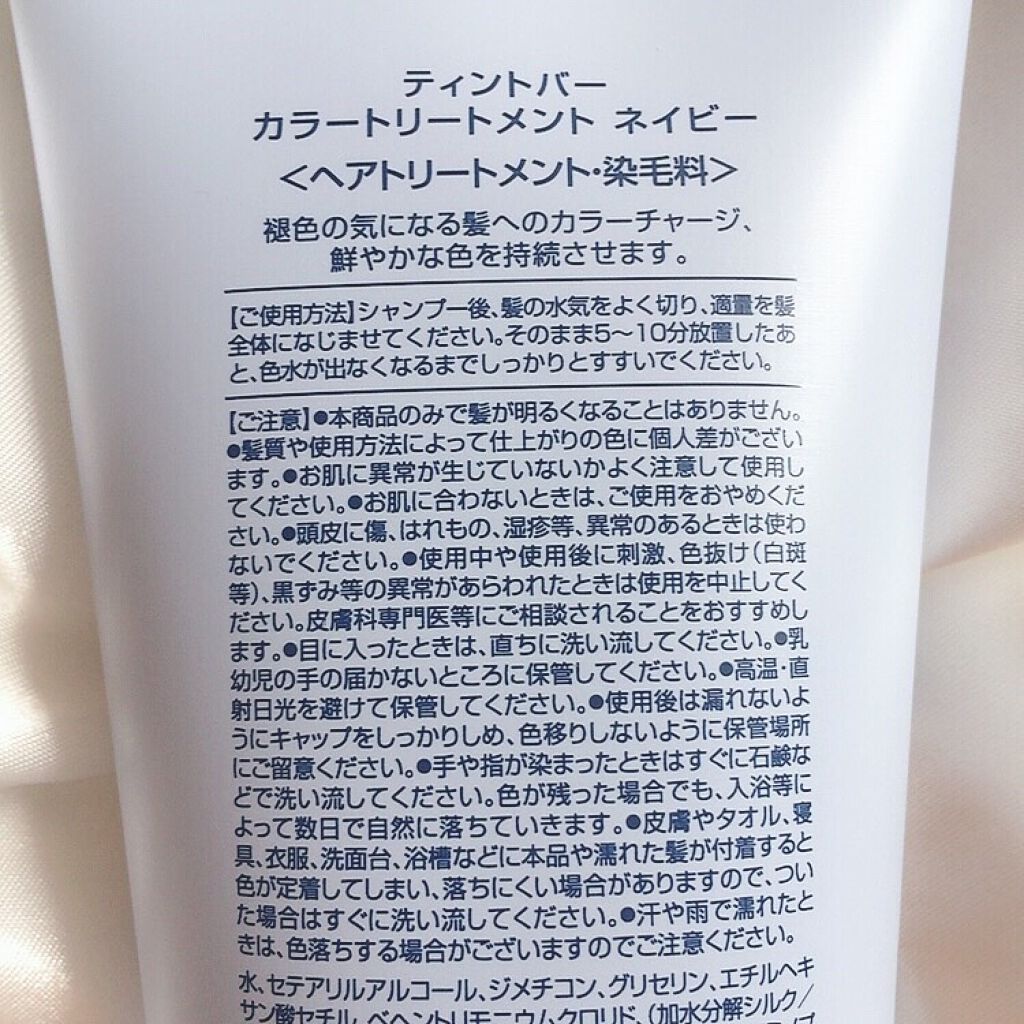 ティントバー
カラートリートメント ネイビー
<ヘアトリートメント・染毛料>
褪色の気になる髪へのカラーチャージ、
鮮やかな色を持続させます。
【ご使用方法】シャンプー後、髪の水気をよく切り、適量を髪
全体になじませてください。そのまま5〜10分放置したあ
と、色水が出なくなるまでしっかりとすすいでください。
【ご注意】●本商品のみで髪が明るくなることはありません。
●髪質や使用方法によって仕上がりの色に個人差がござい
ます。●お肌に異常が生じていないかよく注意して使用し
てください。●お肌に合わないときは、ご使用をおやめくだ
さい。●頭皮に傷、はれもの、湿疹等、異常のあるときは使わ
ないでください。●使用中や使用後に刺激、色抜け(白斑
等)、黒ずみ等の異常があらわれたときは使用を中止してく
ださい。皮膚科専門医等にご相談されることをおすすめし
ます。●目に入ったときは、直ちに洗い流してください。●乳
幼児の手の届かないところに保管してください。●高温・直
射日光を避けて保管してください。●使用後は漏れないよ
うにキャップをしっかりしめ、色移りしないように保管場所
にご留意ください。●手や指が染まったときはすぐに石鹸な
どで洗い流してください。色が残った場合でも、入浴等に
よって数日で自然に落ちていきます。●皮膚やタオル、寝
具、衣服、洗面台、浴槽などに本品や濡れた髪が付着すると
色が定着してしまい、落ちにくい場合がありますので、つい
た場合はすぐに洗い流してください。●汗や雨で濡れたと
きは、色落ちする場合がございますのでご注意ください。
水、セテアリルアルコール、ジメチコン、グリセリン、エチルヘキ
サン酸セチル、ベヘントリモニウムクロリド、(加水分解シルク/